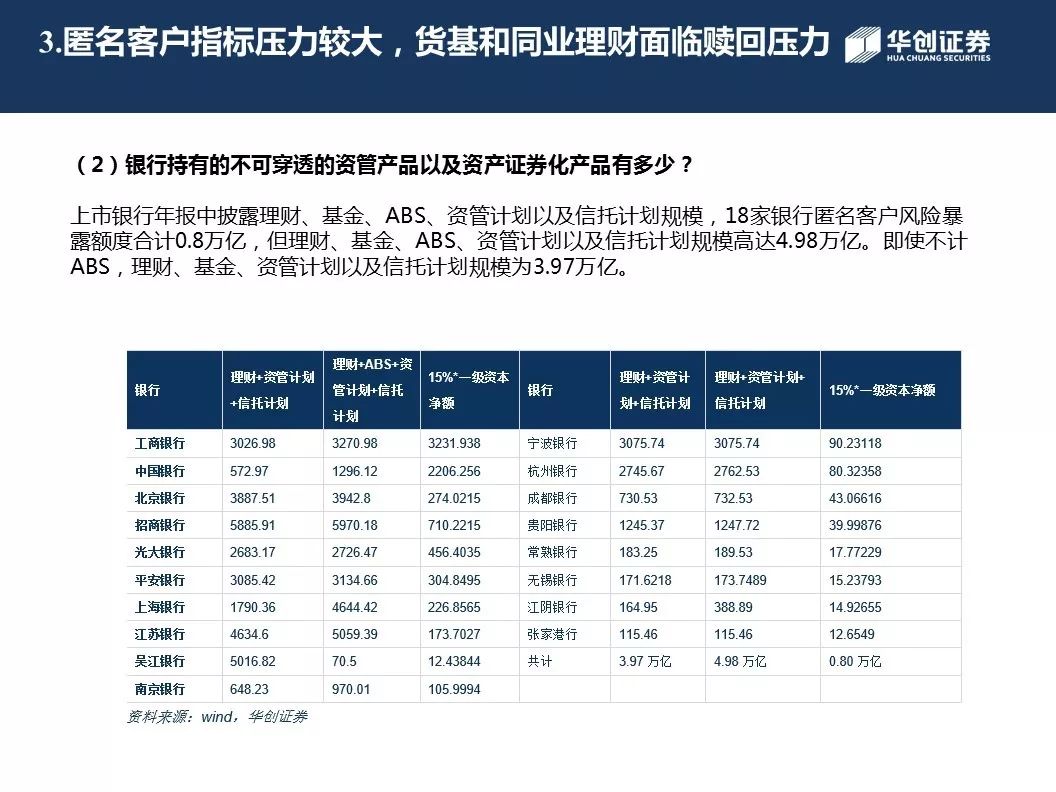 3.匿名客户指标压力较大，货基和同业理财面临赎回压力
华创证券
HUA CHUANG SECURITIES
（2）银行持有的不可穿透的资管产品以及资产证券化产品有多少？
上市银行年报中披露理财、基金、ABS、资管计划以及信托计划规模，18家银行匿名客户风险暴
露额度合计0.8万亿，但理财、基金、ABS、资管计划以及信托计划规模高达4.98万亿。即使不计
ABS，理财、基金、资管计划以及信托计划规模为3.97万亿。
银行 理财+资管计划+信托计划 理财+ABS+资管计划+信托计划 15%*一级资本净额 银行 理财+资管计划+信托计划 理财+资管计划+信托计划 15%*一级资本净额
工商银行 3026.98 3270.98 3231.938 宁波银行 3075.74 3075.74 90.23118
中国银行 572.97 1296.12 2206.256 杭州银行 2745.67 2762.53 80.32358
北京银行 3887.51 3942.8 274.0215 成都银行 730.53 732.53 43.06616
招商银行 5885.91 5970.18 710.2215 贵阳银行 1245.37 1247.72 39.99876
光大银行 2683.17 2726.47 456.4035 常熟银行 183.25 189.53 17.77229
平安银行 3085.42 3134.66 304.8495 无锡银行 171.6218 173.7489 15.23793
上海银行 1790.36 4644.42 226.8565 江阴银行 164.95 388.89 14.92655
江苏银行 4634.6 5059.39 173.7027 张家港行 115.46 115.46 12.6549
吴江银行 5016.82 70.5 12.43844 共计 3.97 万亿 4.98 万亿 0.80 万亿
南京银行 648.23 970.01 105.9994
资料来源：wind，华创证券